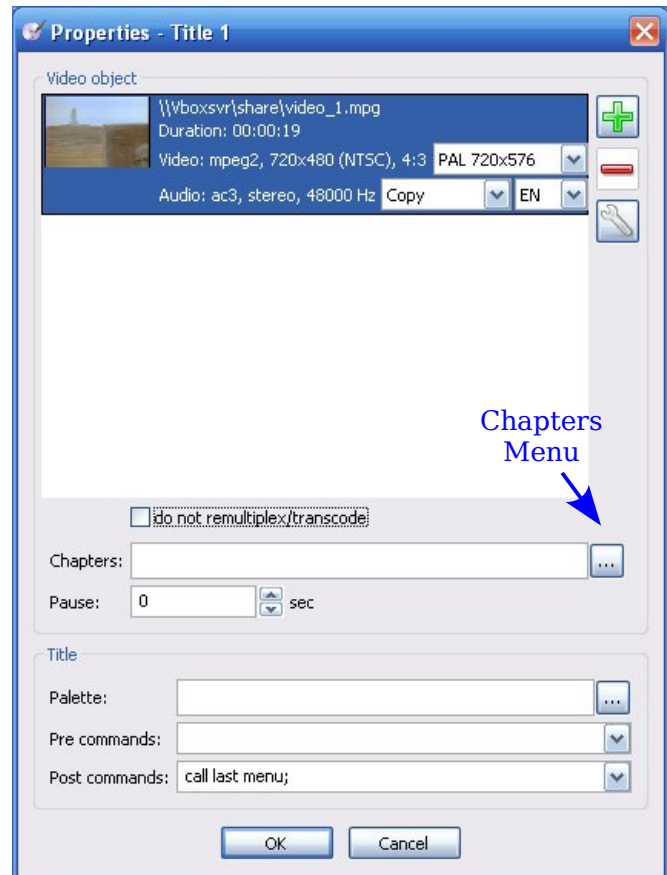 Properties - Title 1
Video object
\\Vboxsvr\share\video_1.mpg
Duration: 00:00:19
Video: mpeg2, 720x480 (NTSC), 4:3 PAL 720x576
Audio: ac3, stereo, 48000 Hz Copy EN
Chapters
Menu
do not remultiplex/transcode
Chapters: ...
Pause: 0 sec
Title
Palette: ...
Pre commands:
Post commands: call last menu;
OK Cancel